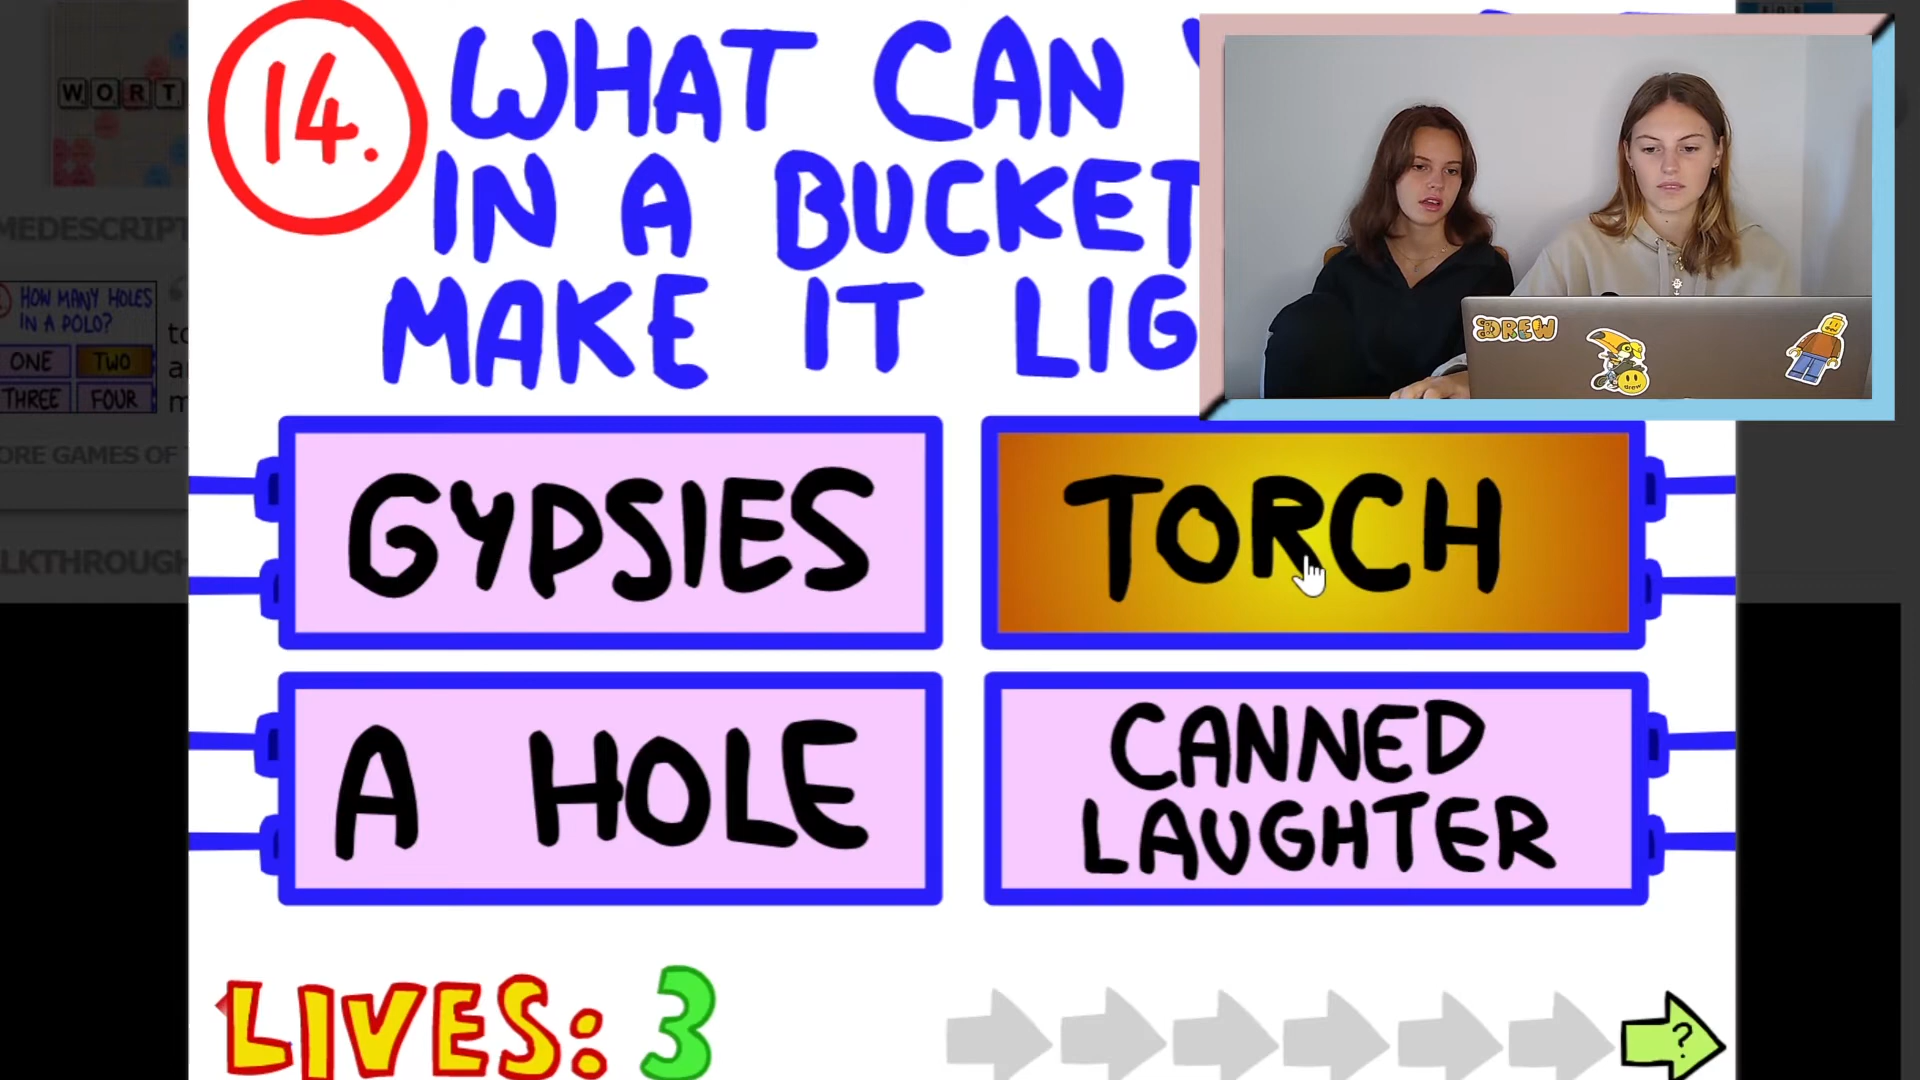 14.
WHAT CAN
IN A BUCKET
MAKE IT LIG
GYPSIES
TORCH
A HOLE
CANNED
LAUGHTER
LIVES: 3
?
WORT
MEDESCRIPT
HOW MANY HOLES
IN A POLO?
ONE
TWO
THREE
FOUR
ORE GAMES OF
LKTHROUGH
DREW
drew